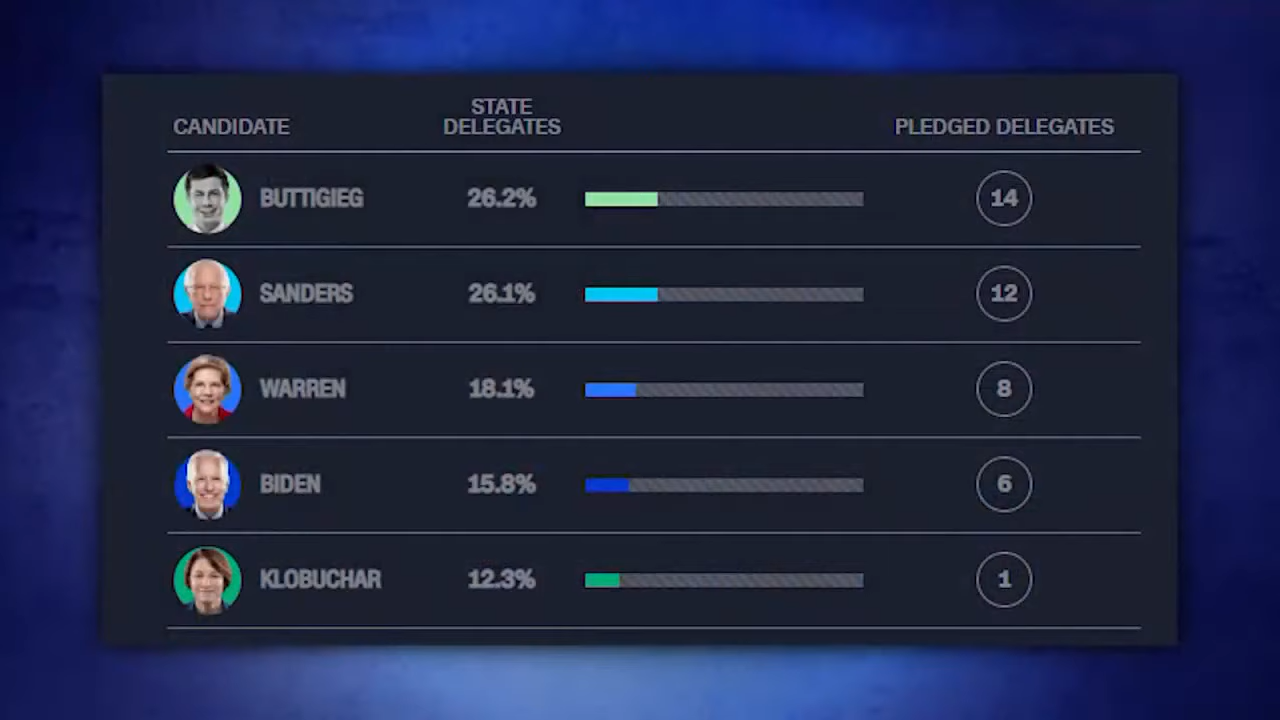 CANDIDATE STATE DELEGATES PLEDGED DELEGATES
BUTTIGIEG 26.2% 14
SANDERS 26.1% 12
WARREN 18.1% 8
BIDEN 15.8% 6
KLOBUCHAR 12.3% 1